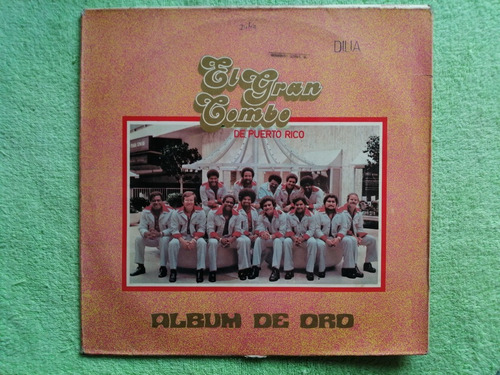 DILIA
El Gran
Combo
DE PUERTO RICO
ALBUM DE ORO